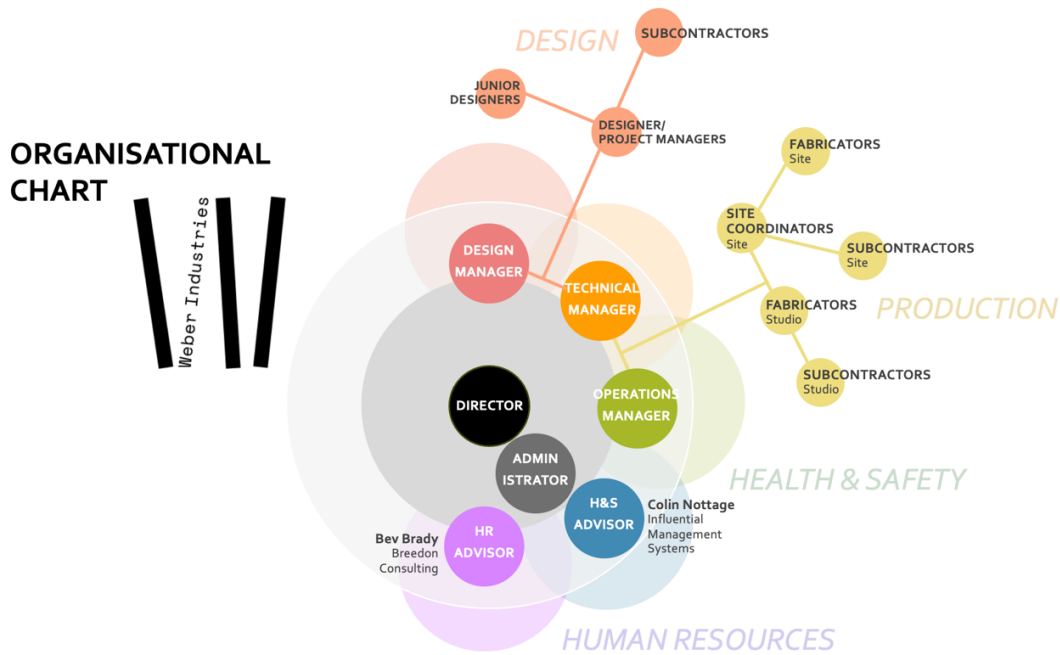 ORGANISATIONAL
CHART
Weber Industries
DESIGN
SUBCONTRACTORS
JUNIOR
DESIGNERS
DESIGNER/
PROJECT MANAGERS
FABRICATORS
Site
SITE
COORDINATORS
Site
SUBCONTRACTORS
Site
FABRICATORS
Studio
SUBCONTRACTORS
Studio
PRODUCTION
DESIGN
MANAGER
TECHNICAL
MANAGER
DIRECTOR
OPERATIONS
MANAGER
ADMIN
ISTRATOR
HEALTH & SAFETY
H&S
ADVISOR
Colin Nottage
Influential
Management
Systems
HR
ADVISOR
Bev Brady
Breedon
Consulting
HUMAN RESOURCES